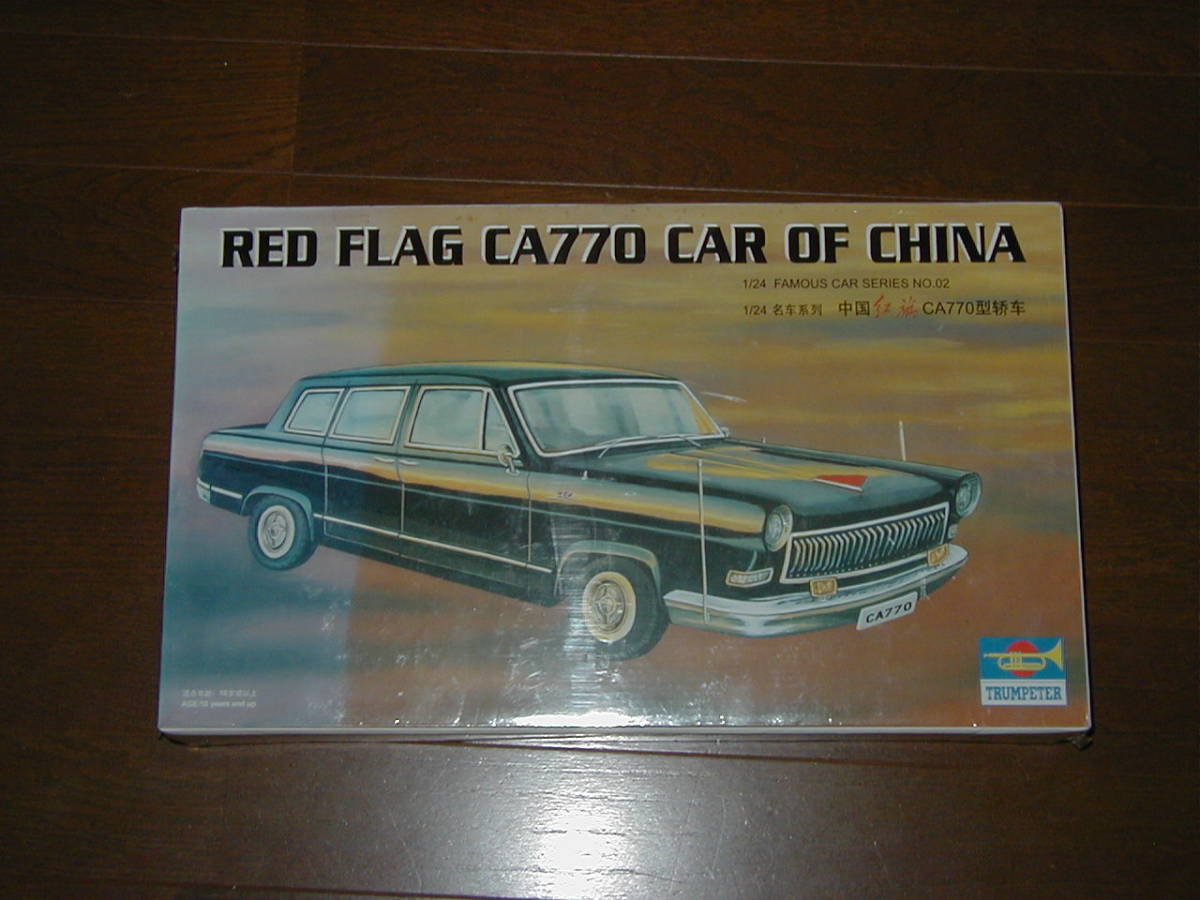 RED FLAG CA770 CAR OF CHINA
1/24 FAMOUS CAR SERIES NO.02
1/24 名车系列 中国红旗CA770型轿车
CA770
TRUMPETER
AGE:10 years and up